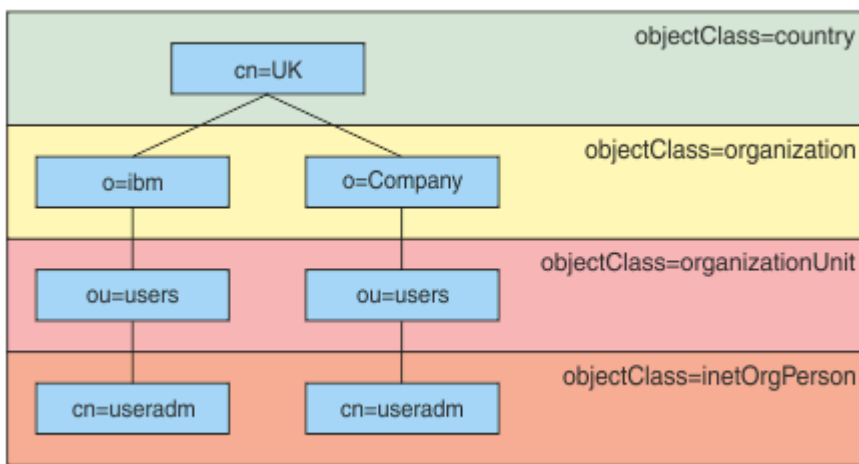 objectClass=country
cn=UK
objectClass=organization
o=ibm
o=Company
objectClass=organizationUnit
ou=users
ou=users
objectClass=inetOrgPerson
cn=useradm
cn=useradm